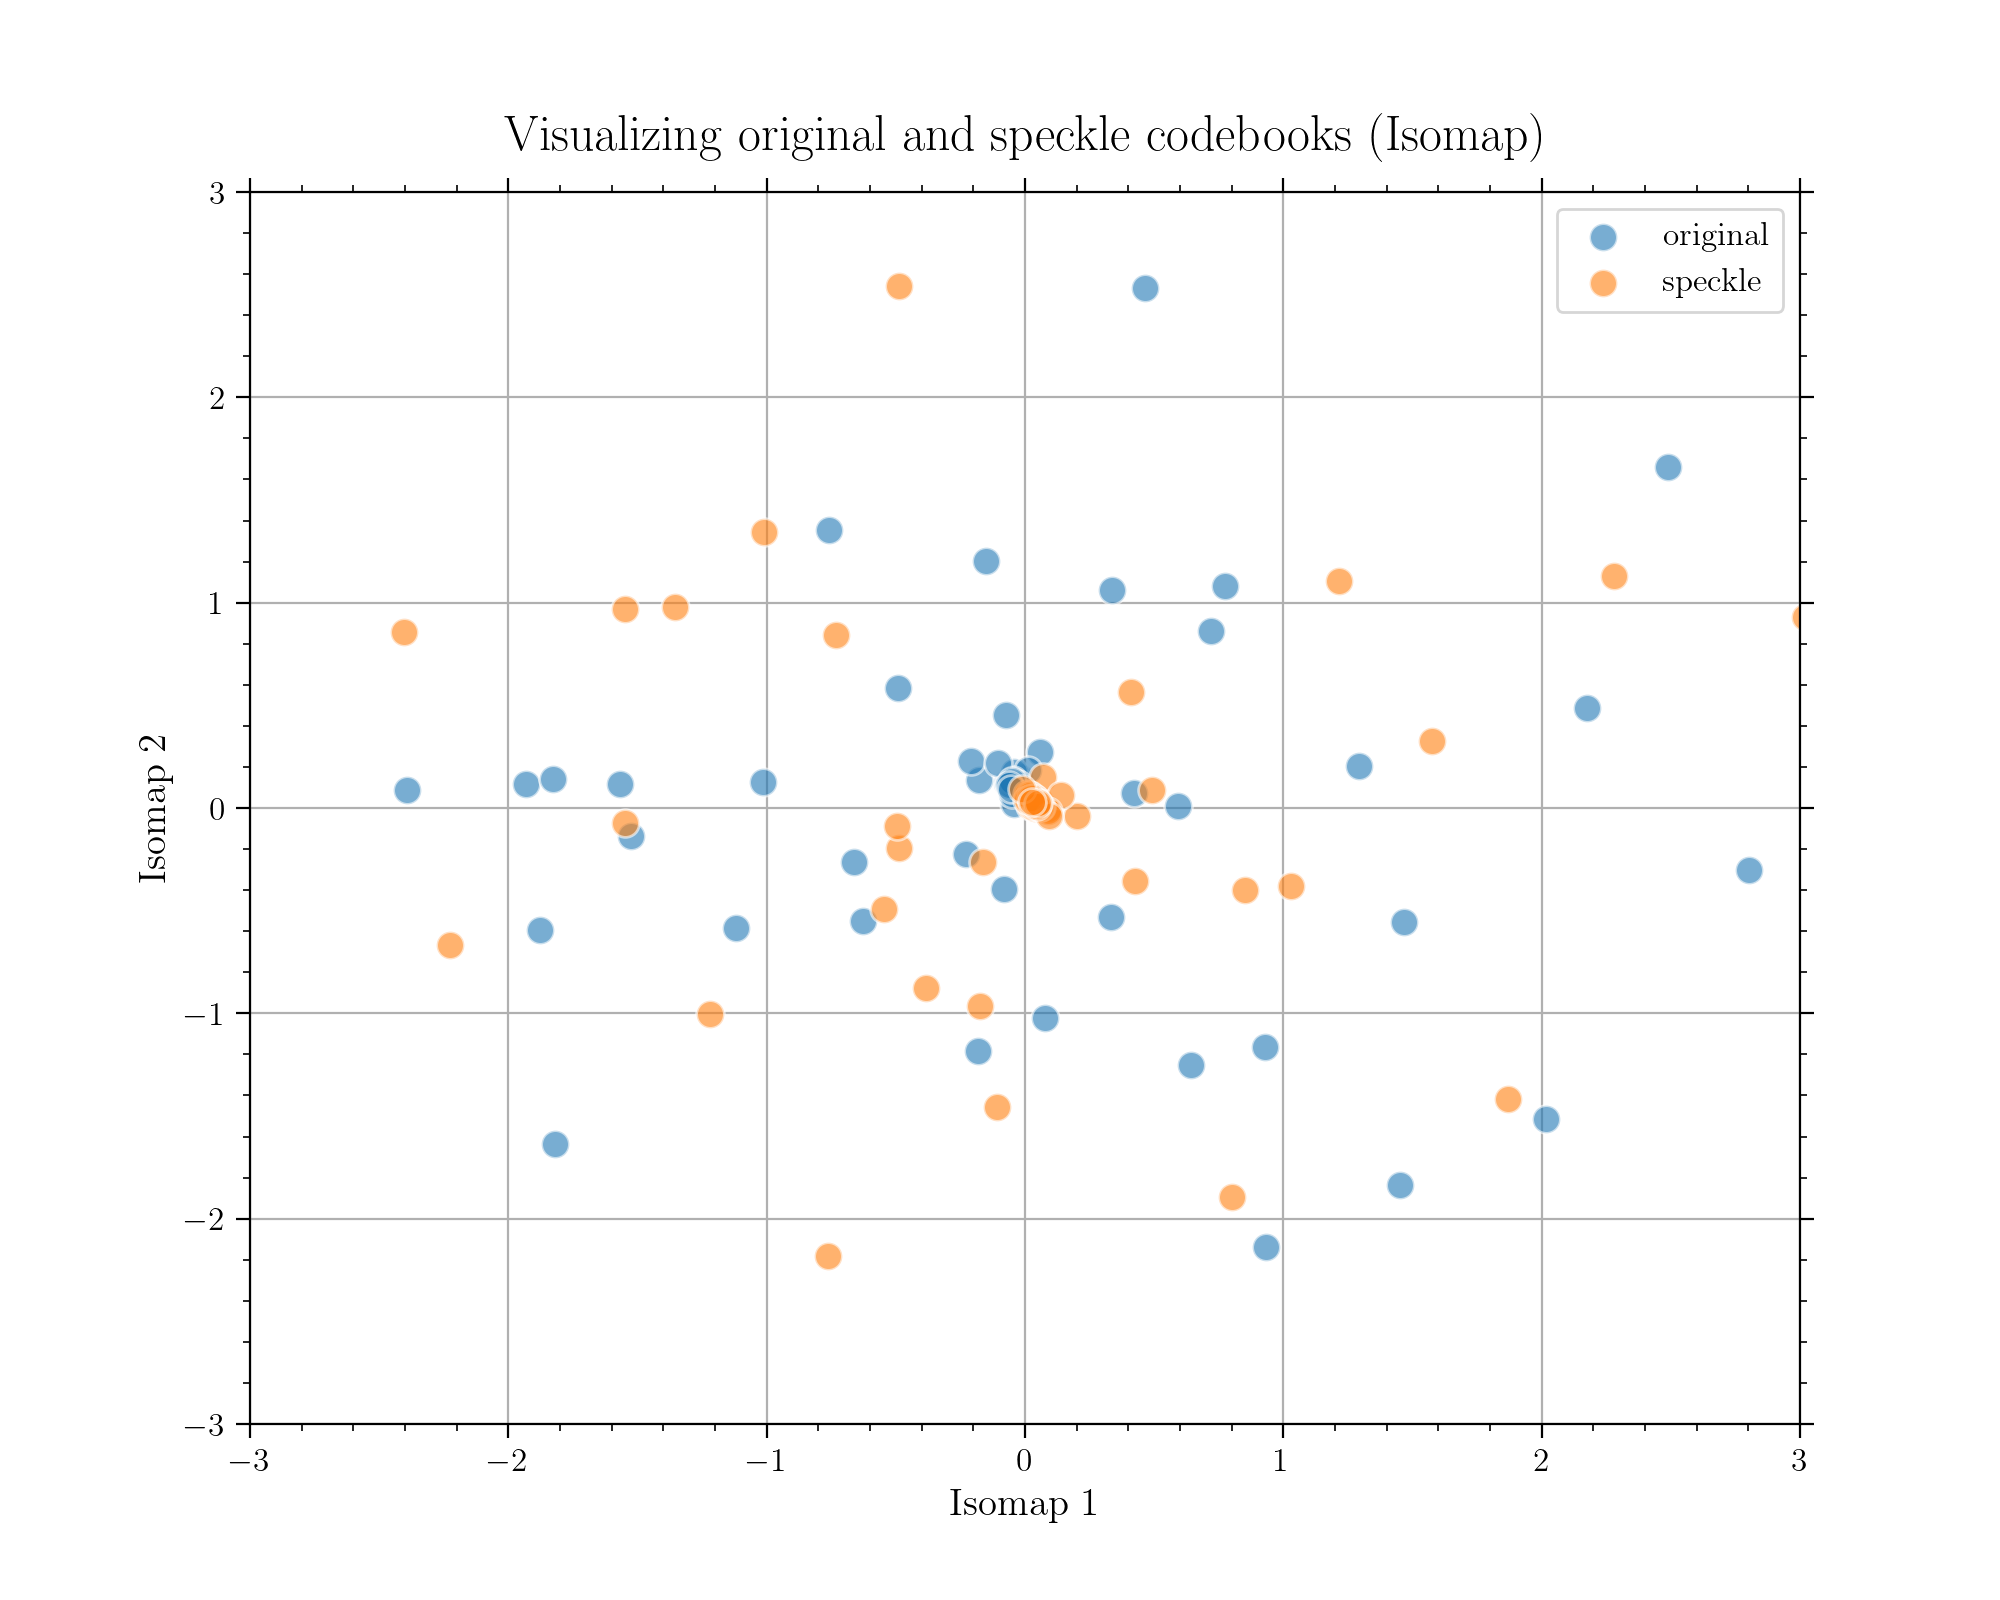 Visualizing original and speckle codebooks (Isomap)
original
speckle
Isomap 2
3
2
1
0
−1
−2
−3
−3 −2 −1 0 1 2 3
Isomap 1